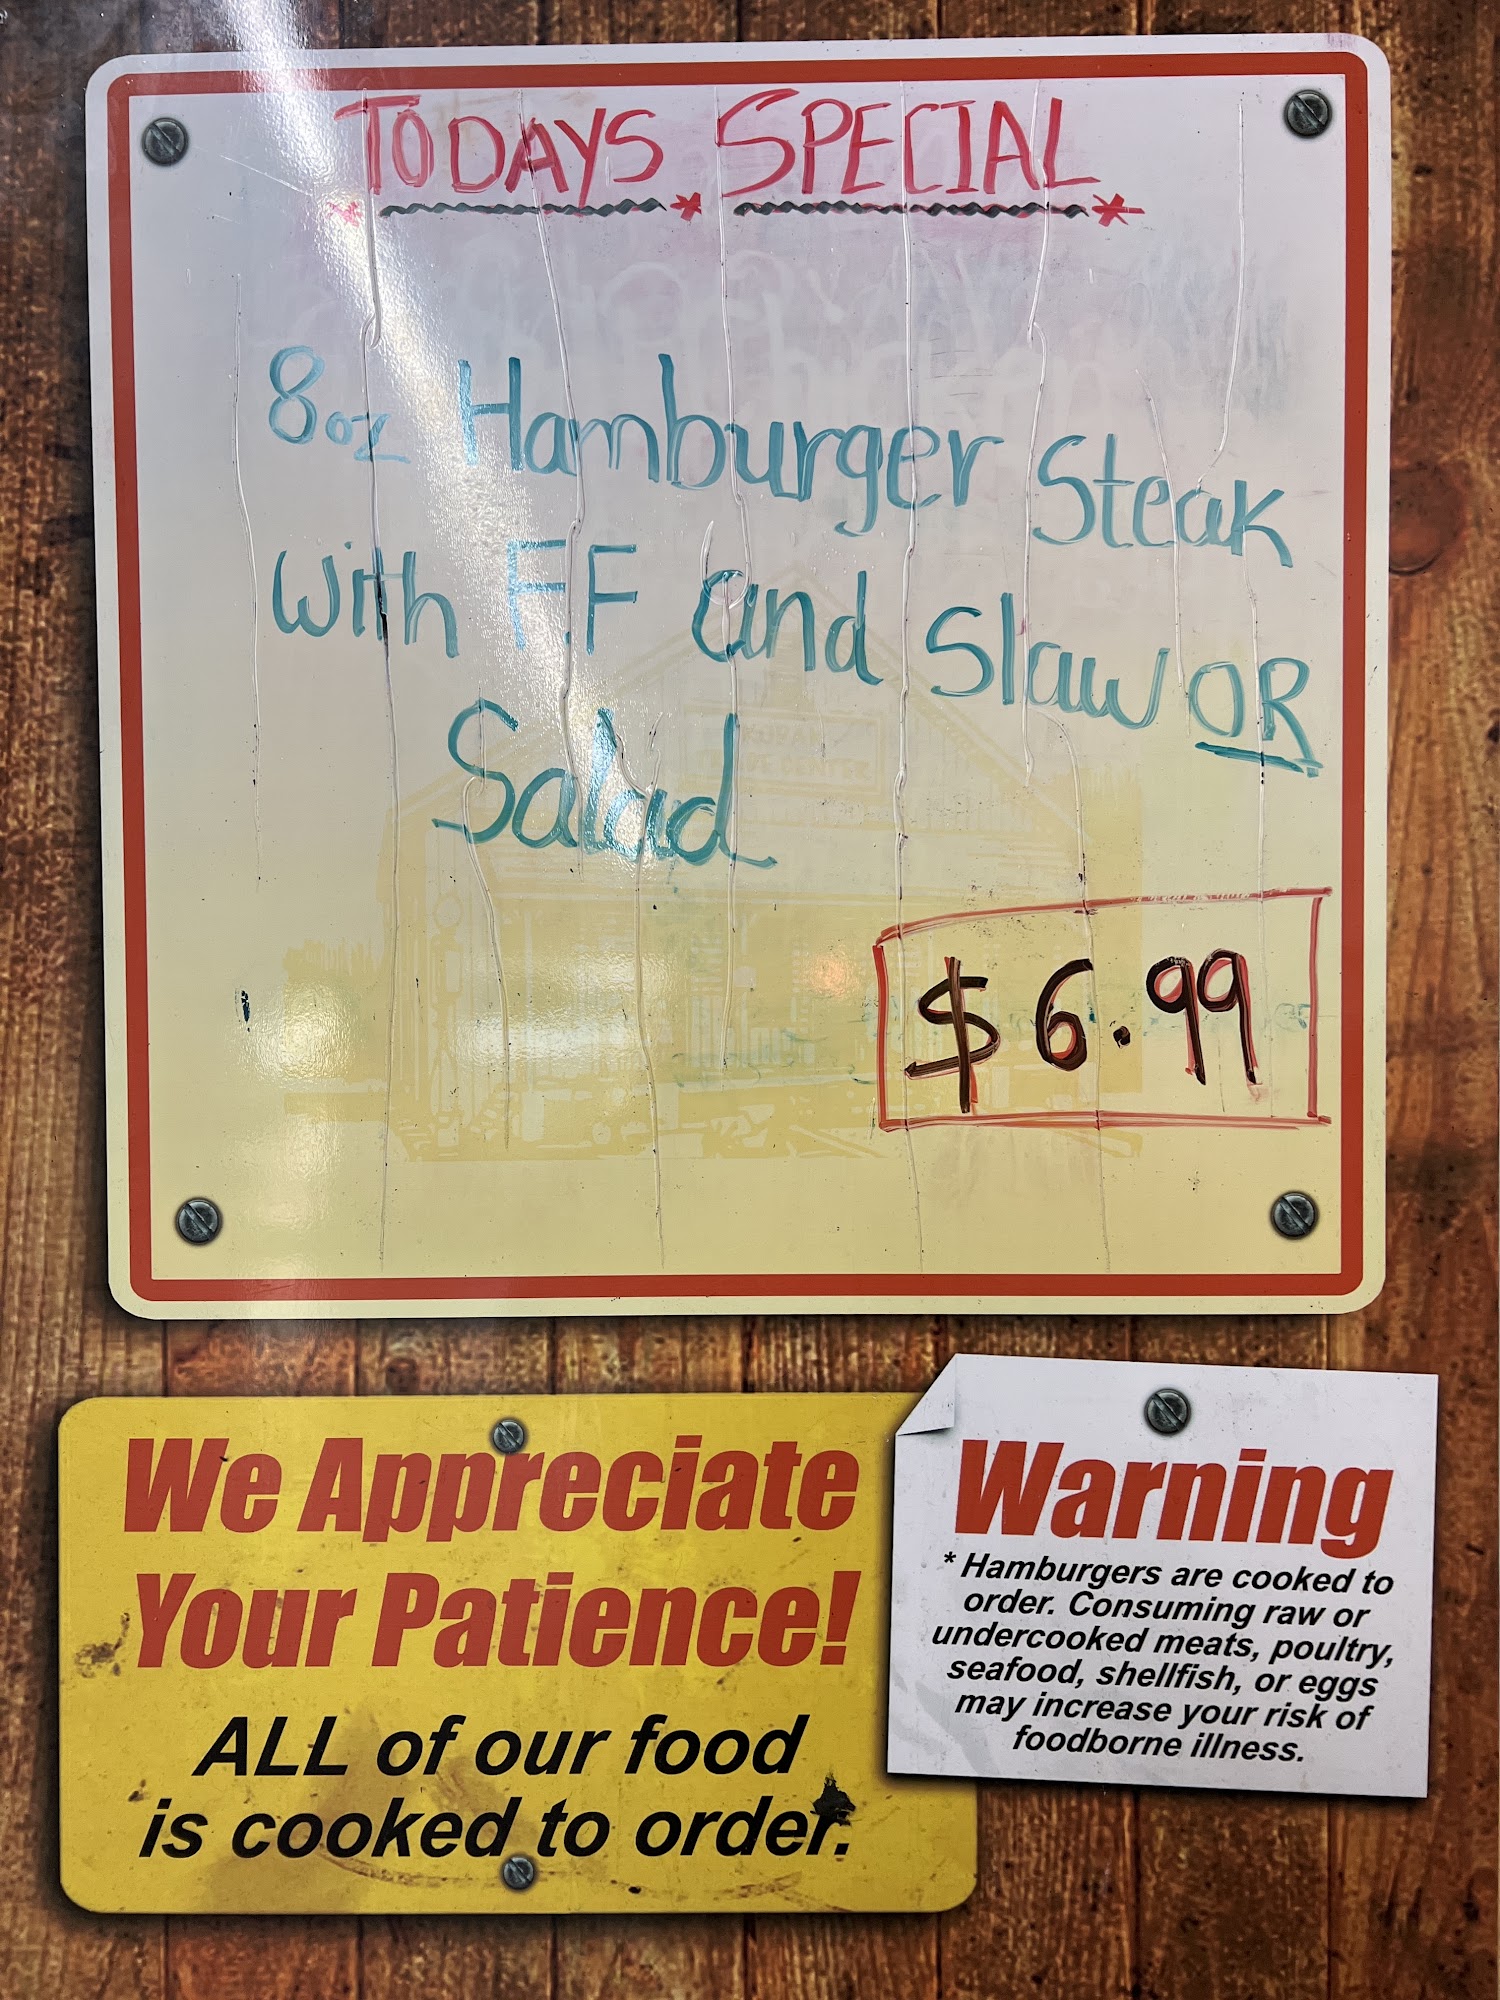 TODAYS SPECIAL
8oz Hamburger Steak
with F.F and Slaw OR
Salad
$6.99
We Appreciate
Your Patience!
ALL of our food
is cooked to order.
Warning
* Hamburgers are cooked to
order. Consuming raw or
undercooked meats, poultry,
seafood, shellfish, or eggs
may increase your risk of
foodborne illness.